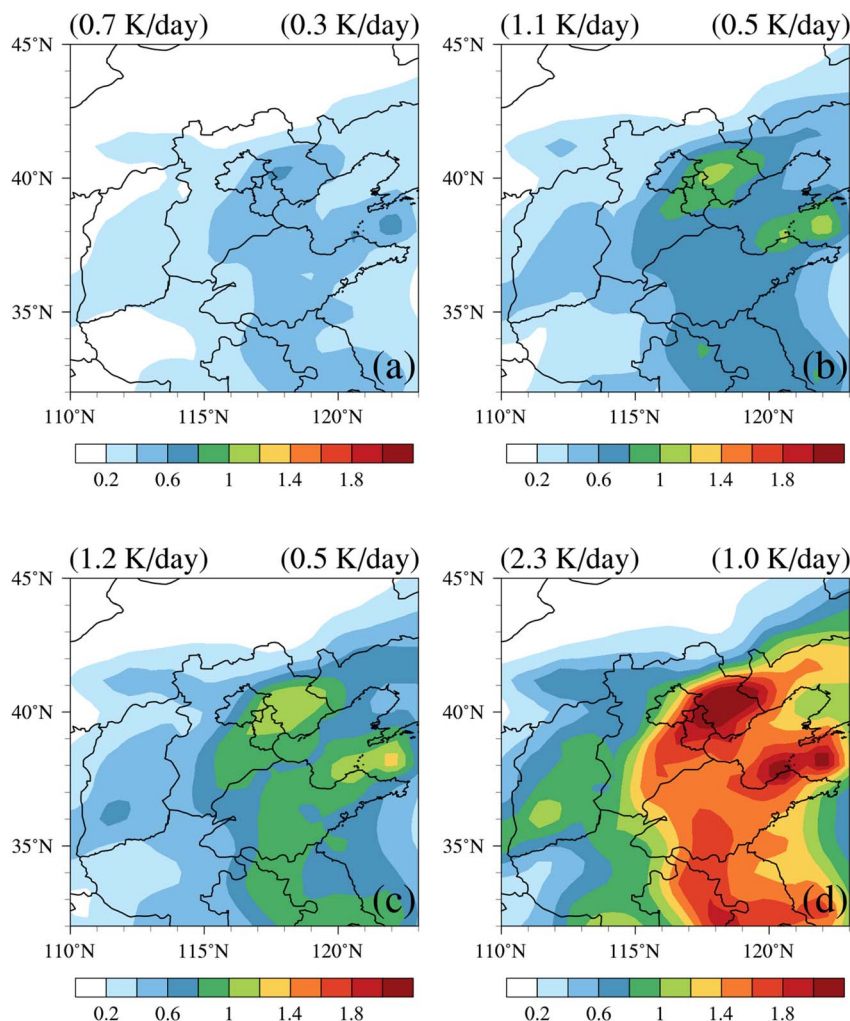 (0.7 K/day) (0.3 K/day)
(1.1 K/day) (0.5 K/day)
45°N
40°N
35°N
(a)
110°N 115°N 120°N
0.2 0.6 1 1.4 1.8
45°N
40°N
35°N
(b)
110°N 115°N 120°N
0.2 0.6 1 1.4 1.8
(1.2 K/day) (0.5 K/day)
(2.3 K/day) (1.0 K/day)
45°N
40°N
35°N
(c)
110°N 115°N 120°N
0.2 0.6 1 1.4 1.8
45°N
40°N
35°N
(d)
110°N 115°N 120°N
0.2 0.6 1 1.4 1.8